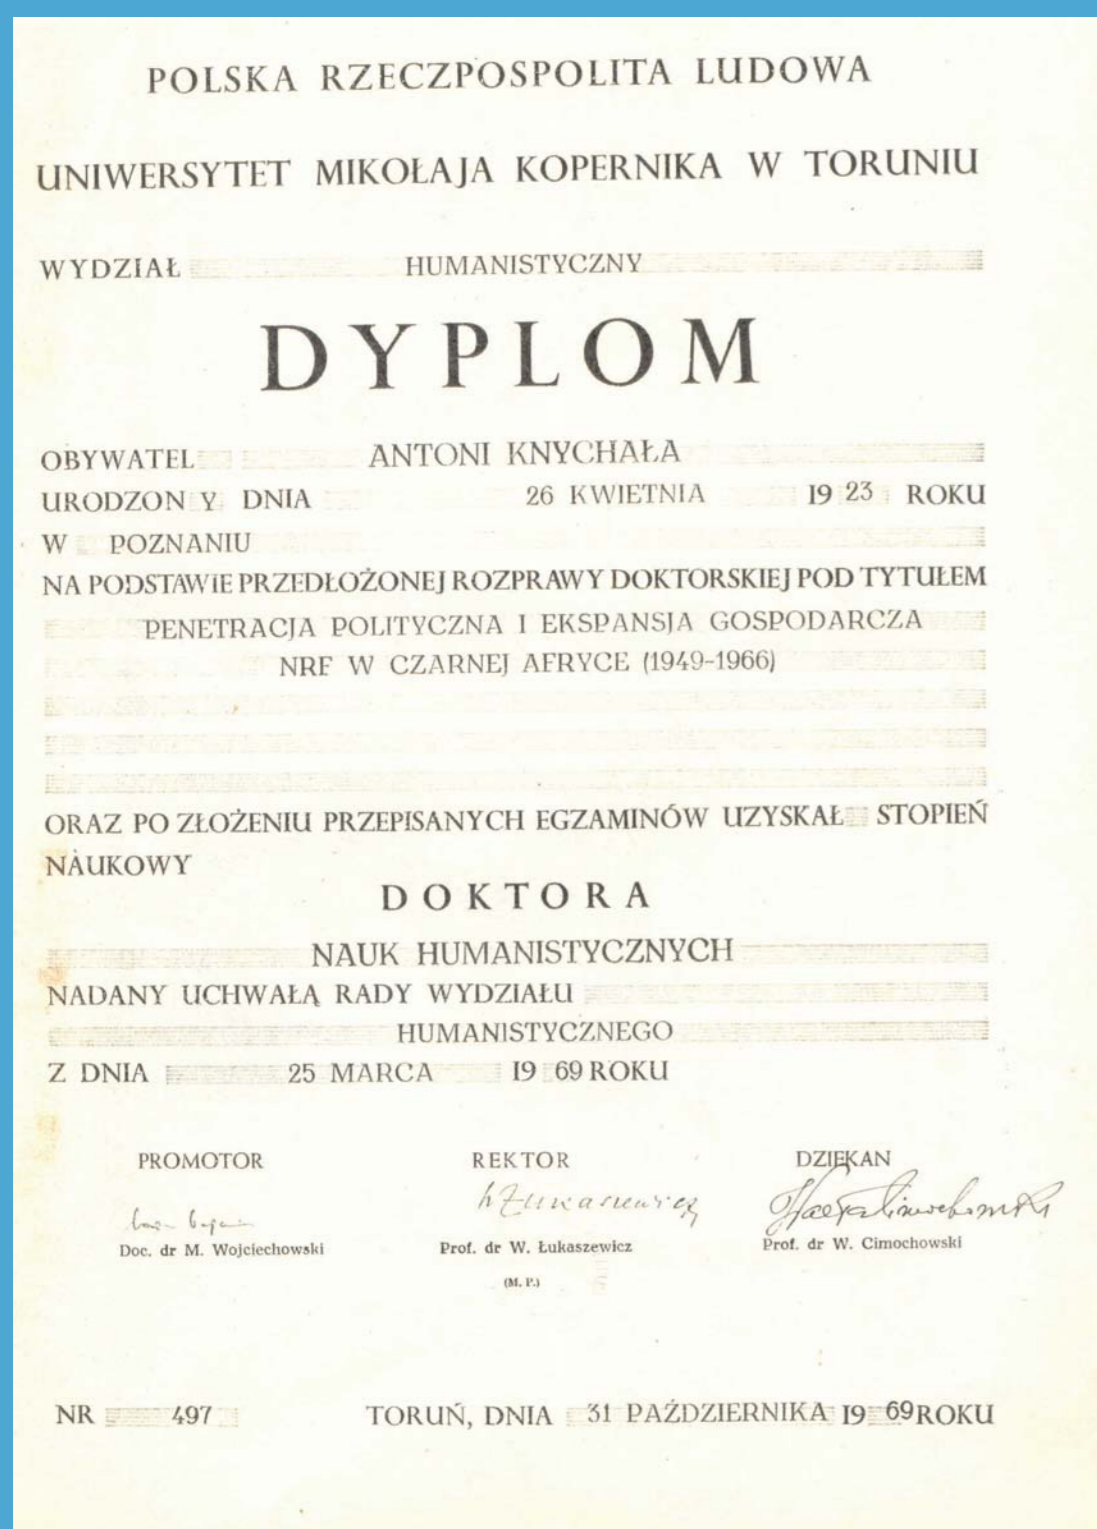 POLSKA RZECZPOSPOLITA LUDOWA
UNIWERSYTET MIKOŁAJA KOPERNIKA W TORUNIU
WYDZIAŁ HUMANISTYCZNY
DYPLOM
OBYWATEL ANTONI KNYCHAŁA
URODZONY DNIA 26 KWIETNIA 1923 ROKU
W POZNANIU
NA PODSTAWIE PRZEDŁOŻONEJ ROZPRAWY DOKTORSKIEJ POD TYTUŁEM
PENETRACJA POLITYCZNA I EKSPANSJA GOSPODARCZA
NRF W CZARNEJ AFRYCE (1949-1966)
ORAZ PO ZŁOŻENIU PRZEPISANYCH EGZAMINÓW UZYSKAŁ STOPIEŃ
NAUKOWY
DOKTORA
NAUK HUMANISTYCZNYCH
NADANY UCHWAŁĄ RADY WYDZIAŁU
HUMANISTYCZNEGO
Z DNIA 25 MARCA 1969 ROKU
PROMOTOR REKTOR DZIEKAN
W Łukasiewicz
Doc. dr M. Wojciechowski Prof. dr W. Łukaszewicz Prof. dr W. Cimochowski
(M. P.)
NR 497 TORUŃ, DNIA 31 PAŹDZIERNIKA 1969 ROKU